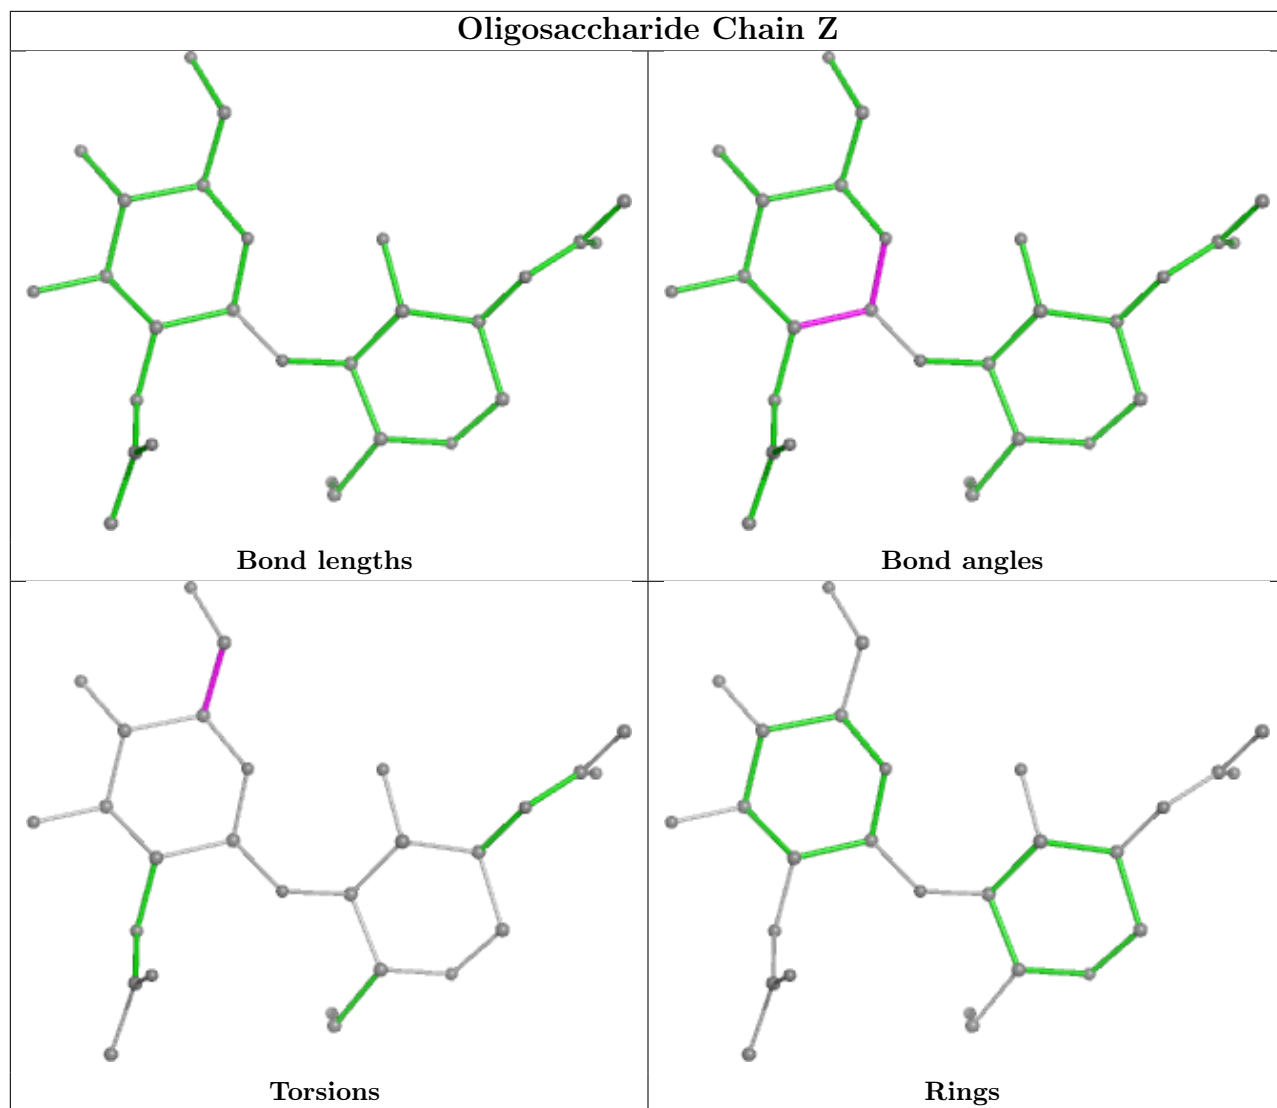 Oligosaccharide Chain Z
Bond lengths
Bond angles
Torsions
Rings